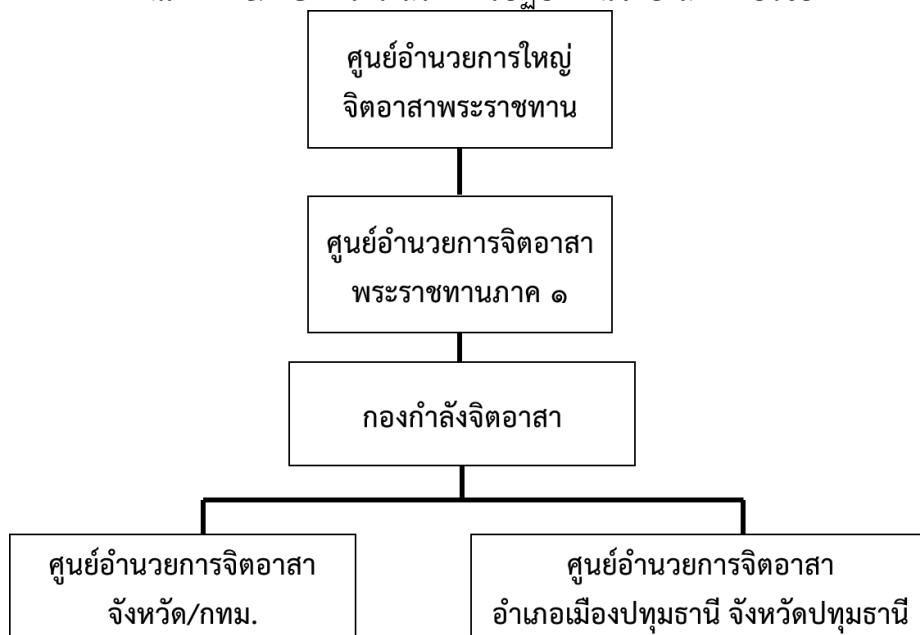 ศูนย์อำนวยการใหญ่
จิตอาสาพระราชทาน
ศูนย์อำนวยการจิตอาสา
พระราชทานภาค ๑
กองกำลังจิตอาสา
ศูนย์อำนวยการจิตอาสา
จังหวัด/กทม.
ศูนย์อำนวยการจิตอาสา
อำเภอเมืองปทุมธานี จังหวัดปทุมธานี